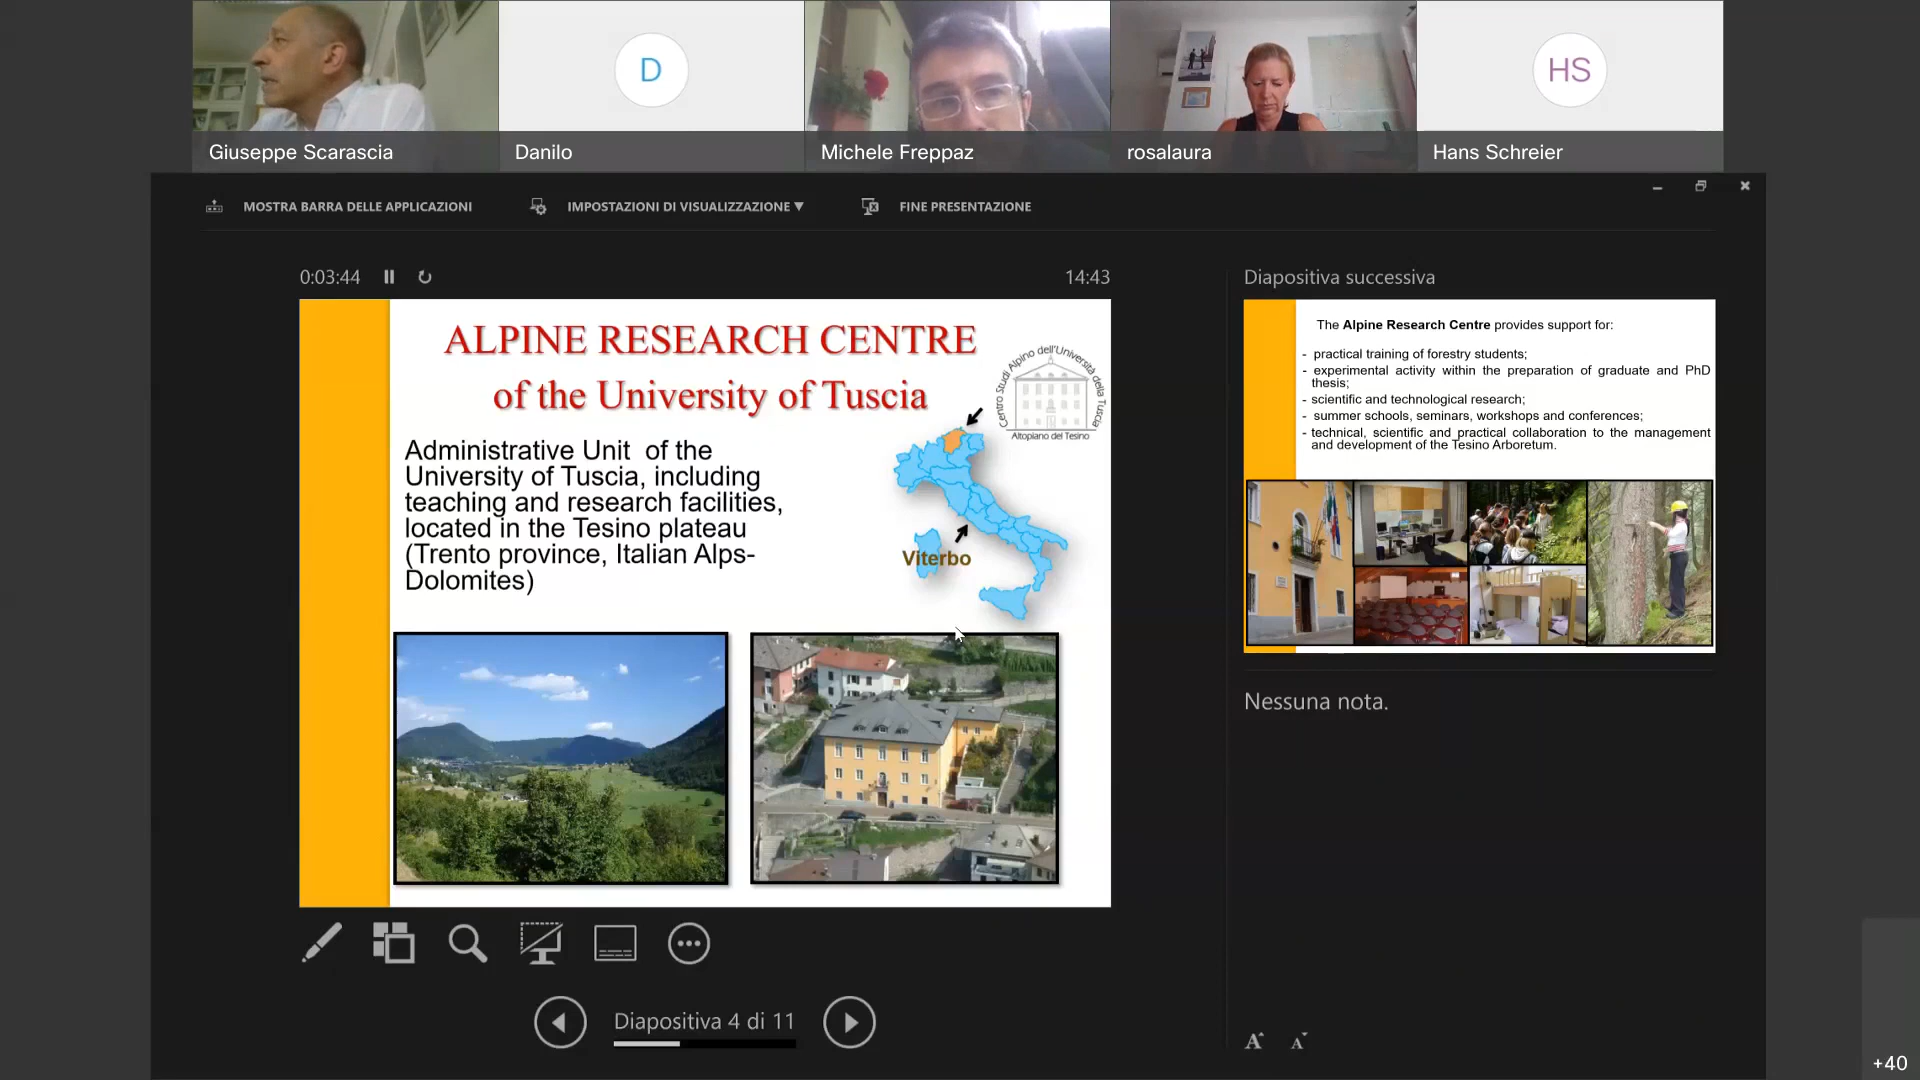 D
HS
Giuseppe Scarascia
Danilo
Michele Freppaz
rosalaura
Hans Schreier
MOSTRA BARRA DELLE APPLICAZIONI
IMPOSTAZIONI DI VISUALIZZAZIONE ▼
FINE PRESENTAZIONE
0:03:44
14:43
ALPINE RESEARCH CENTRE
of the University of Tuscia
Centro Studi Alpino dell'Università della Tuscia
Altopiano del Tesino
Administrative Unit of the
University of Tuscia, including
teaching and research facilities,
located in the Tesino plateau
(Trento province, Italian Alps-
Dolomites)
Viterbo
Diapositiva successiva
The Alpine Research Centre provides support for:
- practical training of forestry students;
- experimental activity within the preparation of graduate and PhD
thesis;
- scientific and technological research;
- summer schools, seminars, workshops and conferences;
- technical, scientific and practical collaboration to the management
and development of the Tesino Arboretum.
Nessuna nota.
Diapositiva 4 di 11
A A
+40